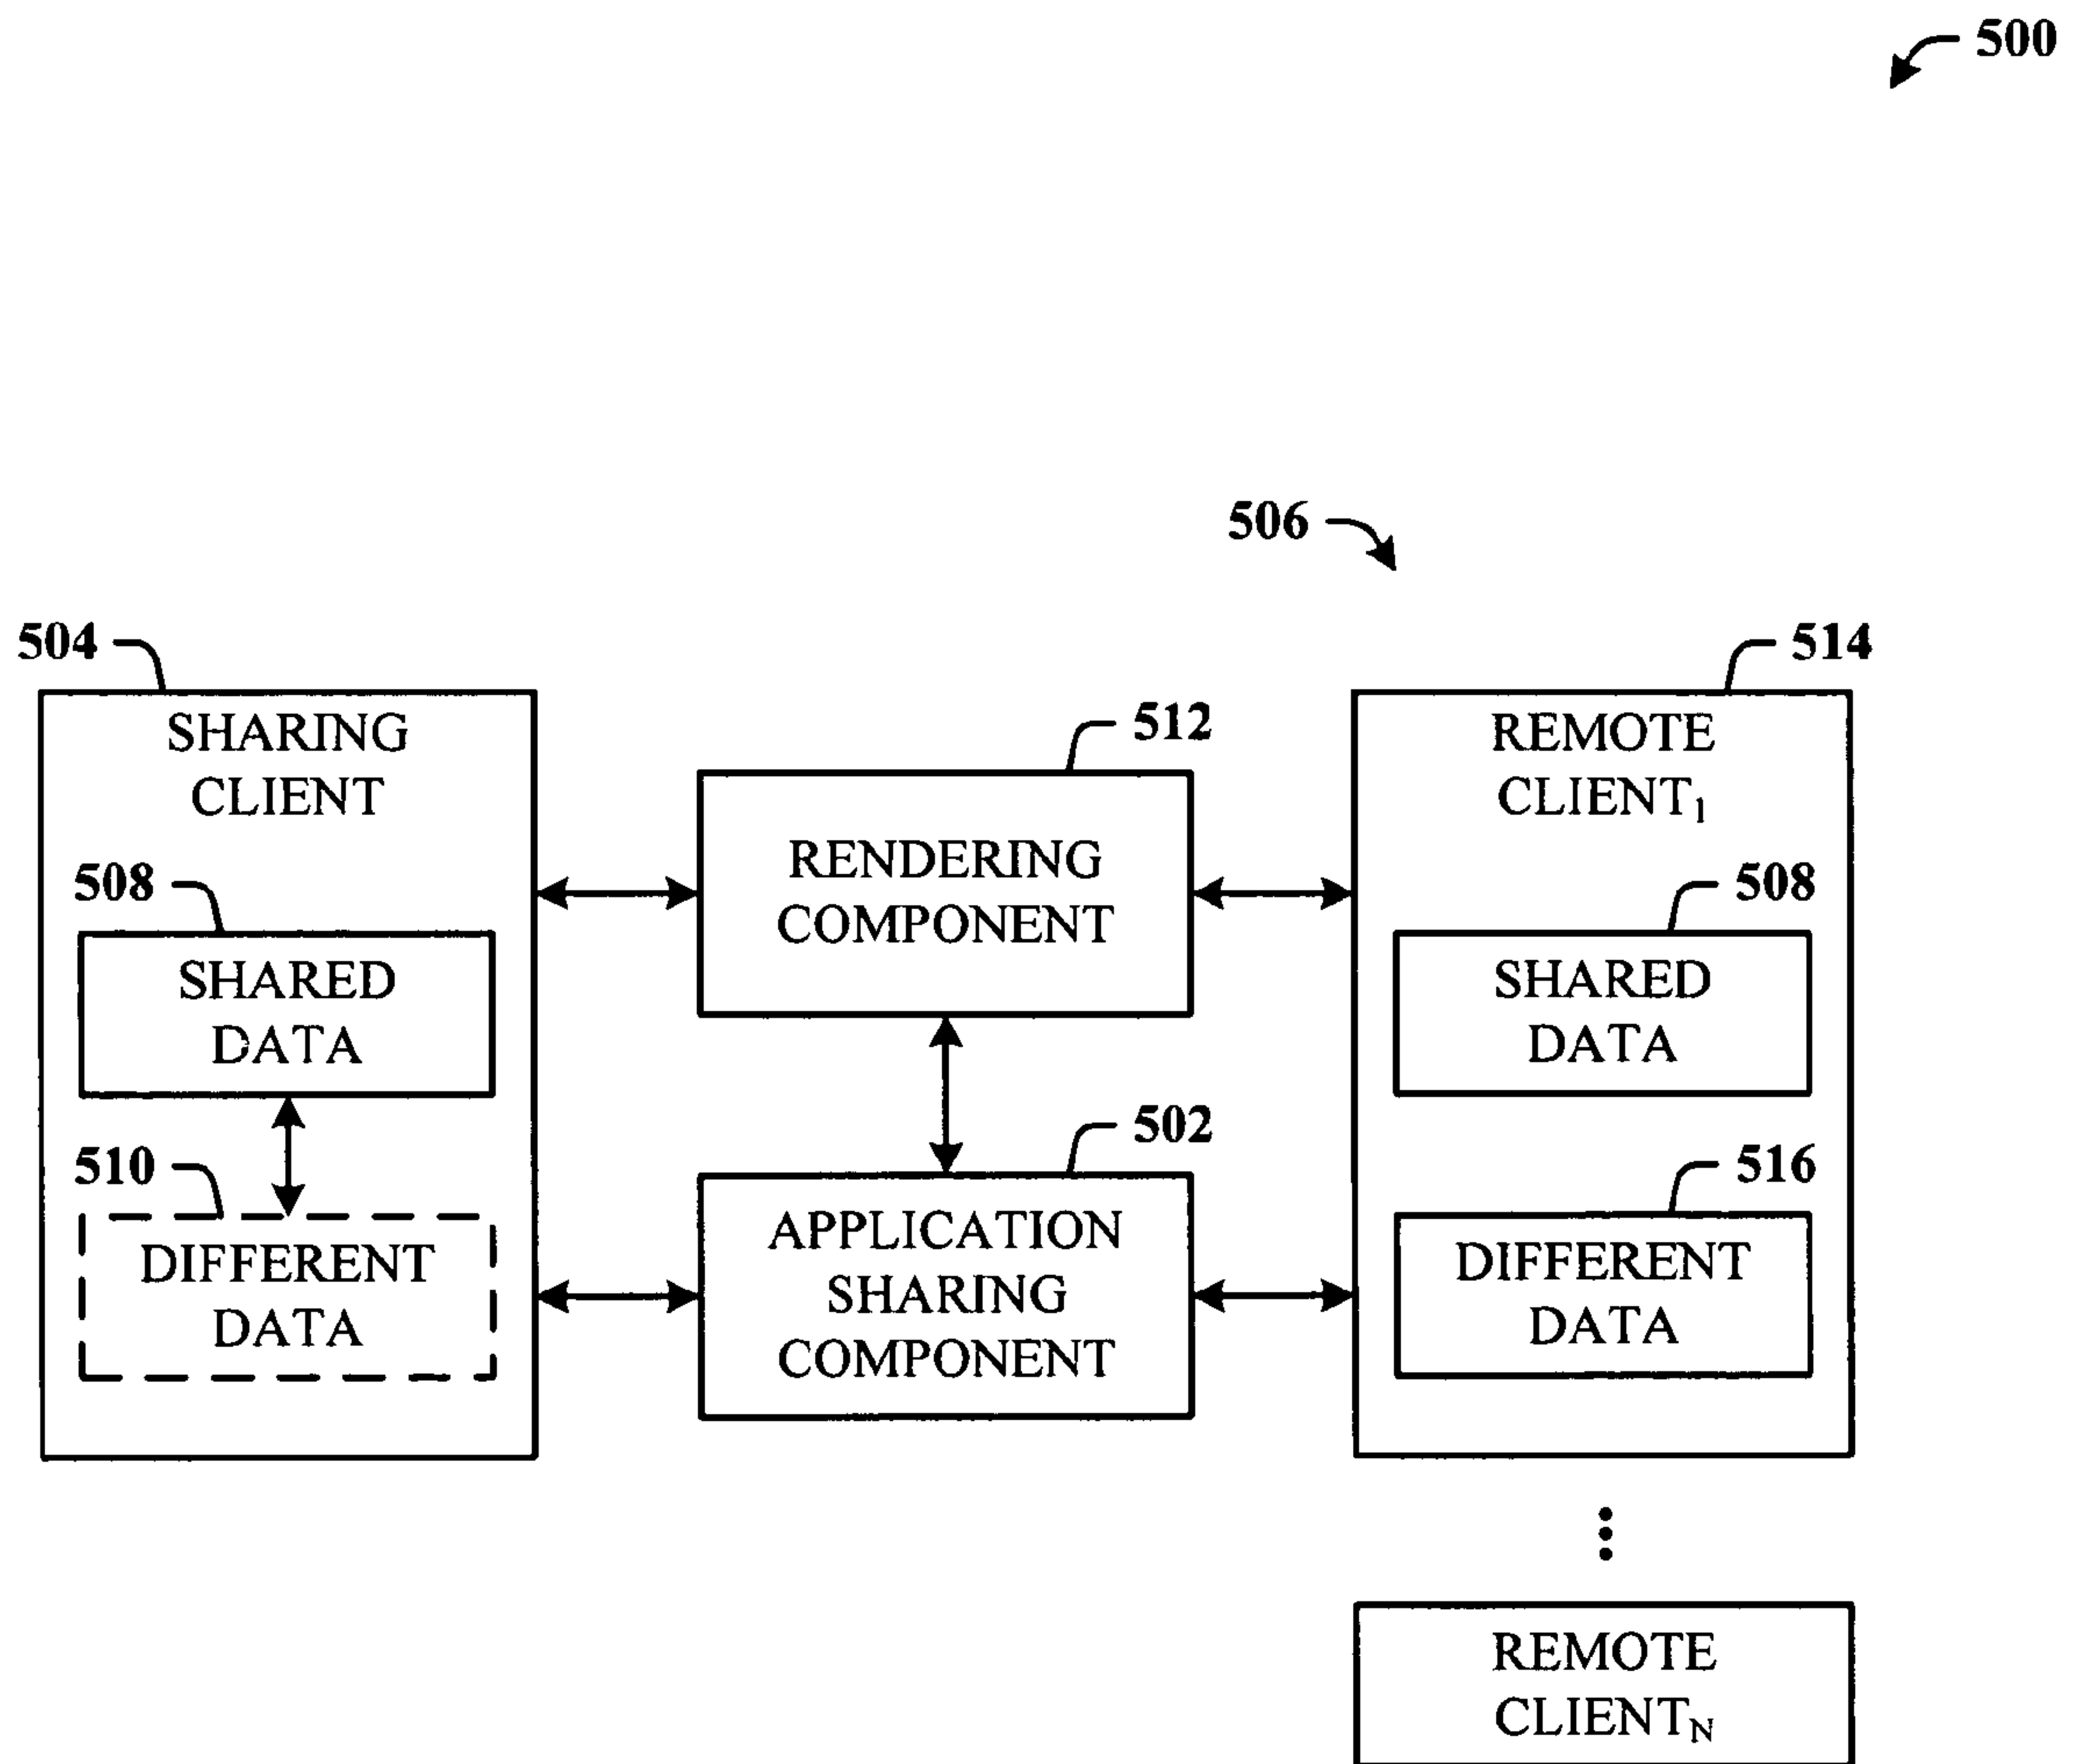 500
506
504
514
SHARING
CLIENT
512
REMOTE
CLIENT1
RENDERING
COMPONENT
508
508
SHARED
DATA
SHARED
DATA
502
510
516
APPLICATION
SHARING
COMPONENT
DIFFERENT
DATA
DIFFERENT
DATA
REMOTE
CLIENTN